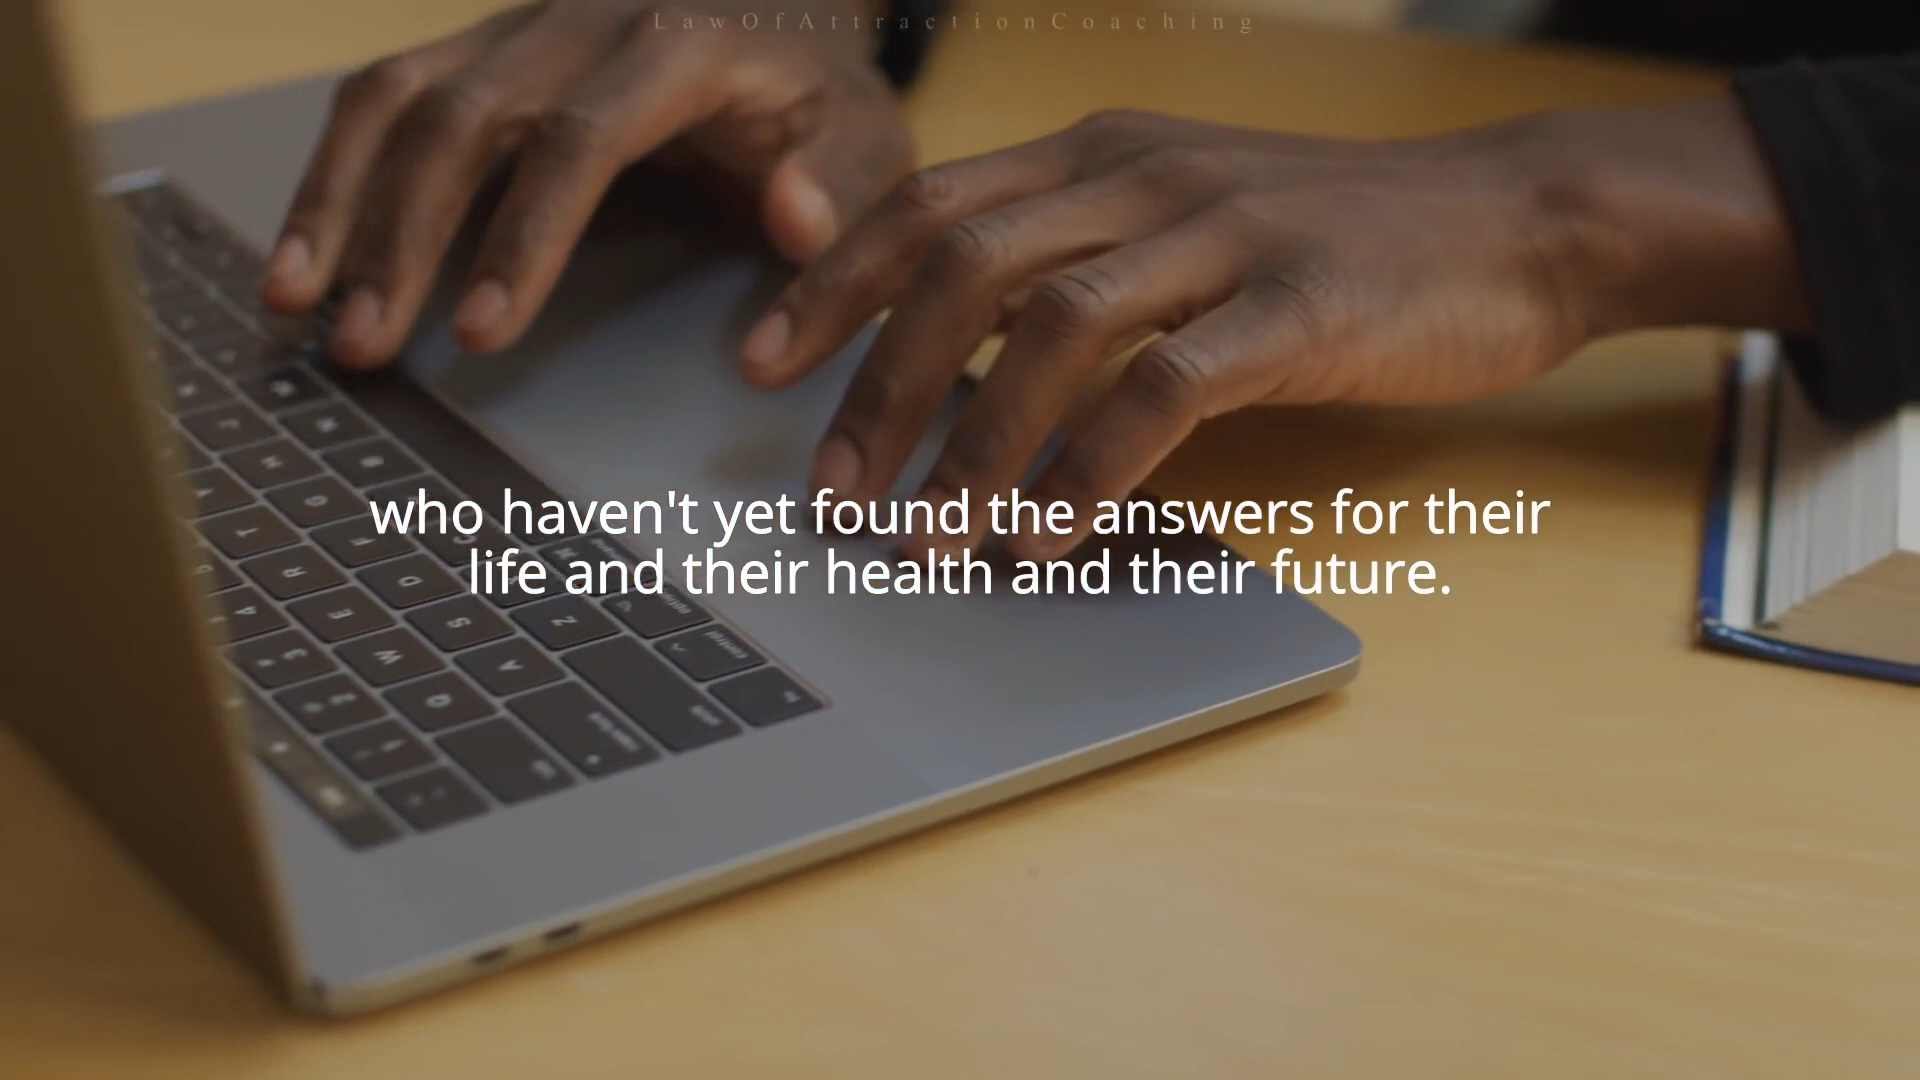 LawOfAttractionCoaching
who haven't yet found the answers for their
life and their health and their future.